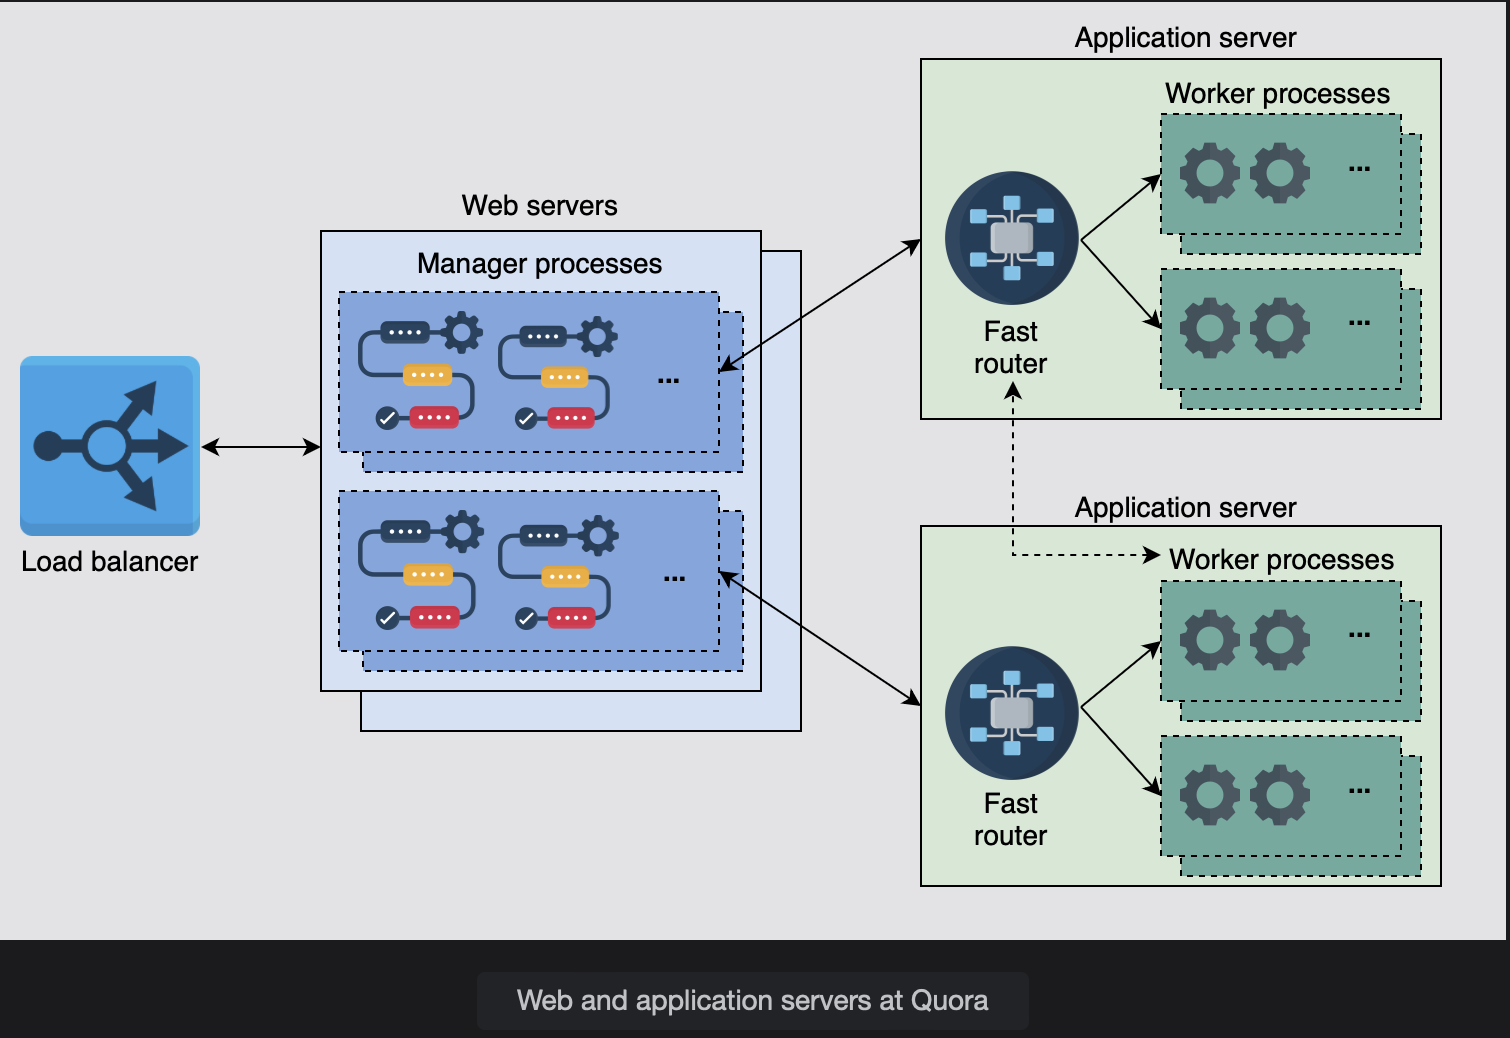 Application server
Worker processes
...
Web servers
Manager processes
...
...
Fast
router
Load balancer
...
Application server
Worker processes
...
...
Fast
router
Web and application servers at Quora